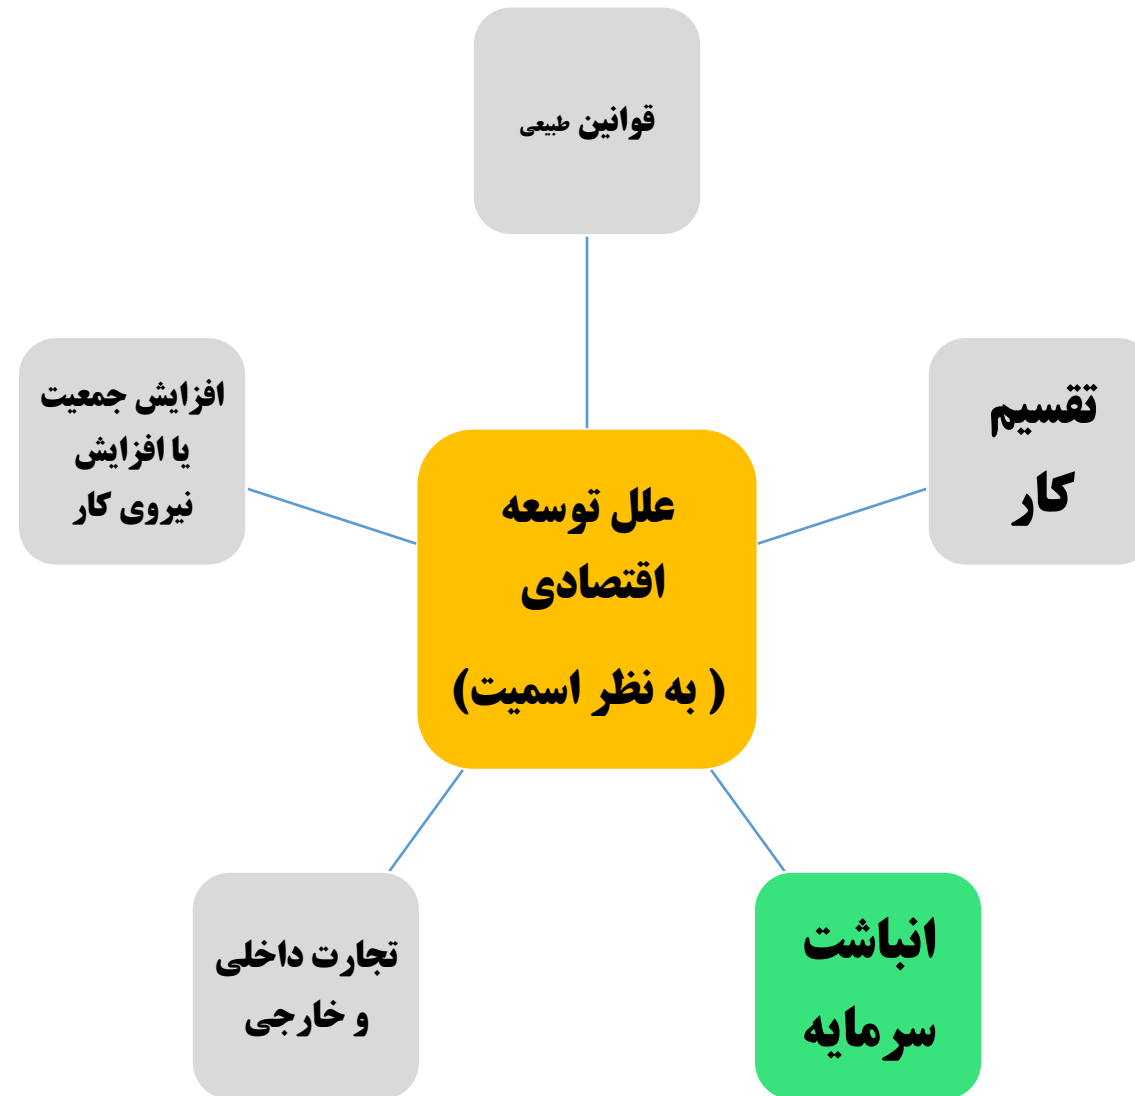 قوانین طبیعی
تقسیم
کار
افزایش جمعیت
یا افزایش
نیروی کار
علل توسعه
اقتصادی
( به نظر اسمیت)
انباشت
سرمایه
تجارت داخلی
و خارجی